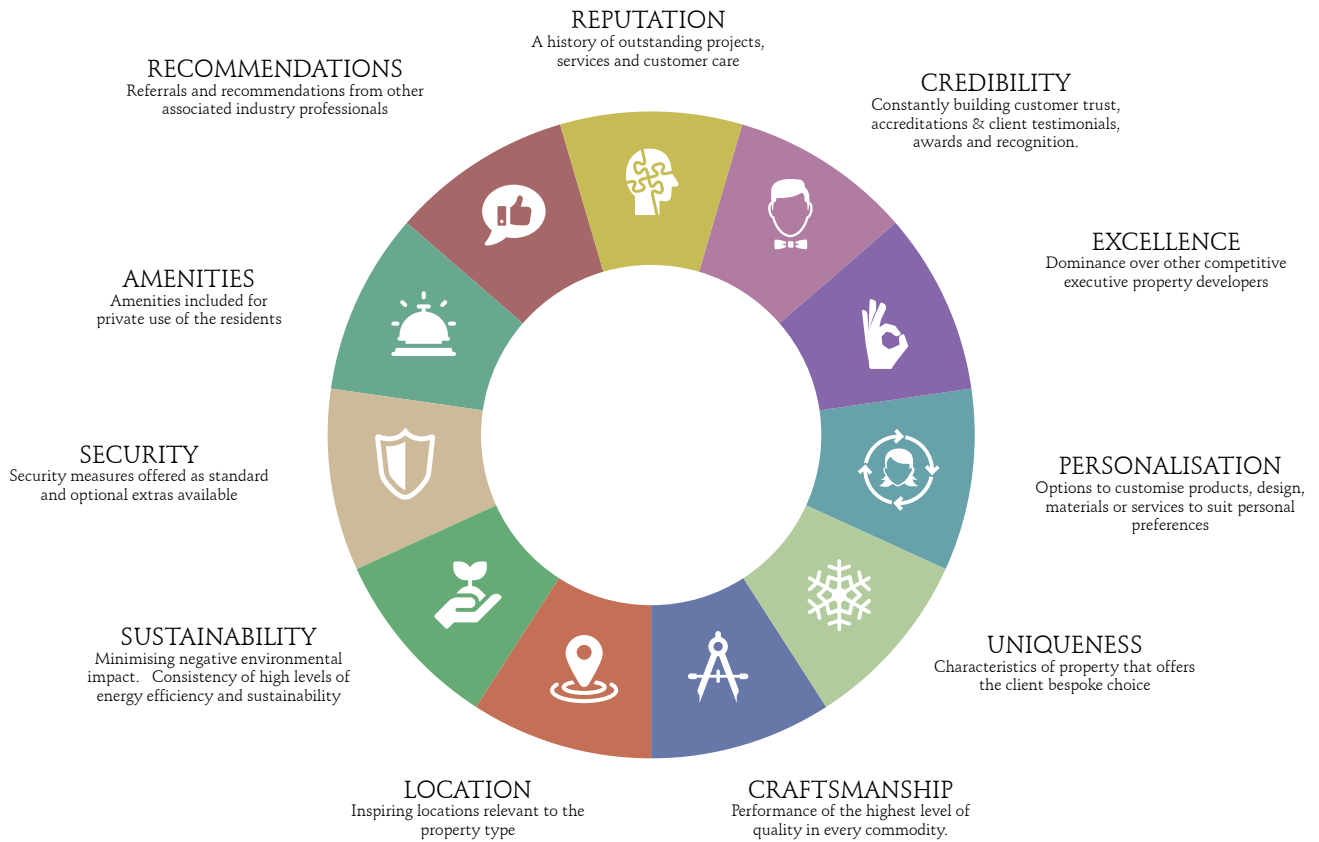 REPUTATION
A history of outstanding projects,
services and customer care
CREDIBILITY
Constantly building customer trust,
accreditations & client testimonials,
awards and recognition.
EXCELLENCE
Dominance over other competitive
executive property developers
PERSONALISATION
Options to customise products, design,
materials or services to suit personal
preferences
UNIQUENESS
Characteristics of property that offers
the client bespoke choice
CRAFTSMANSHIP
Performance of the highest level of
quality in every commodity.
LOCATION
Inspiring locations relevant to the
property type
SUSTAINABILITY
Minimising negative environmental
impact.   Consistency of high levels of
energy efficiency and sustainability
SECURITY
Security measures offered as standard
and optional extras available
AMENITIES
Amenities included for
private use of the residents
RECOMMENDATIONS
Referrals and recommendations from other
associated industry professionals